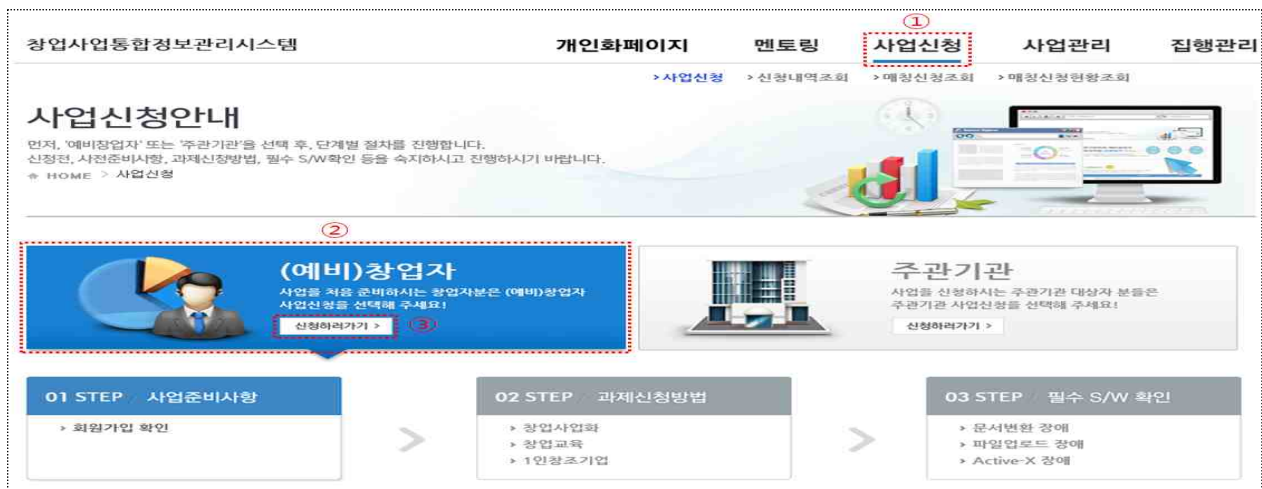 ①
창업사업통합정보관리시스템 개인화페이지 멘토링 사업신청 사업관리 집행관리
>사업신청 >신청내역조회 >매칭신청조회 >매칭신청현황조회
사업신청안내
먼저, '예비창업자' 또는 '주관기관'을 선택 후, 단계별 절차를 진행합니다.
신청전, 사전준비사항, 과제신청방법, 필수 S/W확인 등을 숙지하시고 진행하시기 바랍니다.
HOME > 사업신청
②
(예비)창업자
사업을 처음 준비하시는 창업자분은 (예비)창업자
사업신청을 선택해 주세요!
신청하러가기 > ③
주관기관
사업을 신청하시는 주관기관 대상자 분들은
주관기관 사업신청을 선택해 주세요!
신청하러가기 >
01 STEP / 사업준비사항
> 회원가입 확인
02 STEP / 과제신청방법
> 창업사업화
> 창업교육
> 1인창조기업
03 STEP / 필수 S/W 확인
> 문서변환 장애
> 파일업로드 장애
> Active-X 장애